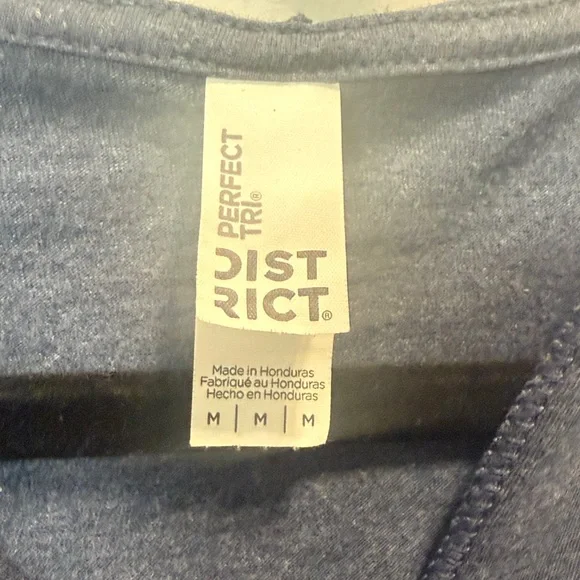 PERFECT
TRI®
DIST
RICT®
Made in Honduras
Fabriqué au Honduras
Hecho en Honduras
M | M | M